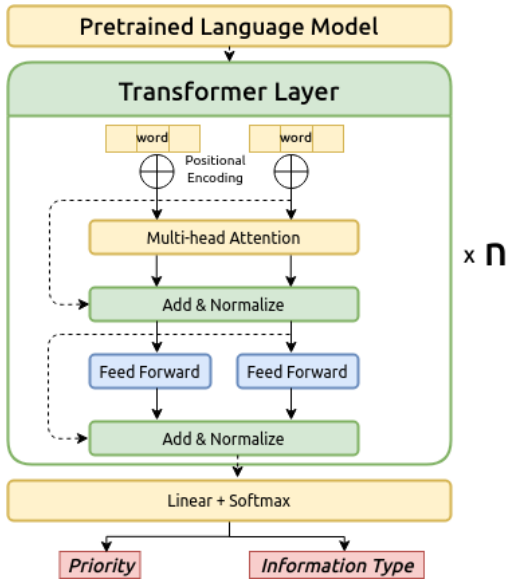 Pretrained Language Model
Transformer Layer
word word
Positional
Encoding
Multi-head Attention
x n
Add & Normalize
Feed Forward Feed Forward
Add & Normalize
Linear + Softmax
Priority Information Type